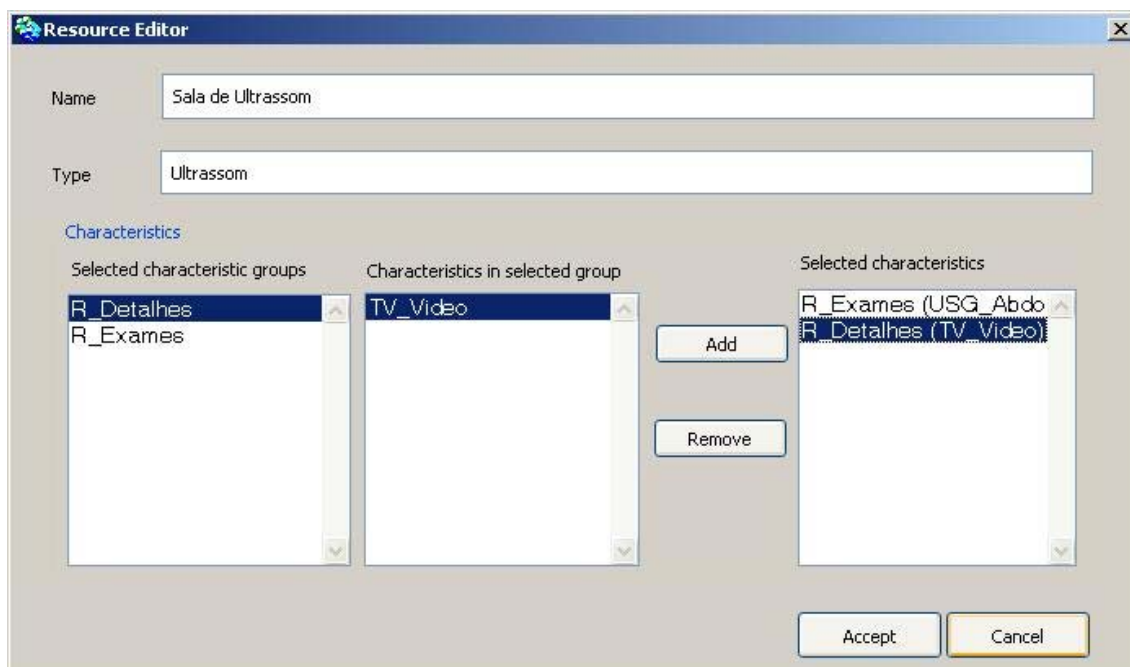 Resource Editor
Name
Sala de Ultrassom
Type
Ultrassom
Characteristics
Selected characteristic groups
Characteristics in selected group
Selected characteristics
R_Detalhes
R_Exames
TV_Video
Add
Remove
R_Exames (USG_Abdo
R_Detalhes (TV_Video)
Accept
Cancel